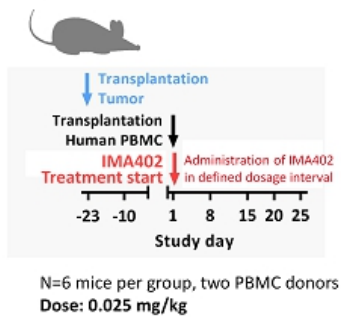 Transplantation
Tumor
Transplantation
Human PBMC
IMA402 Administration of IMA402
Treatment start in defined dosage interval
-23 -10 1 8 15 20 25
Study day
N=6 mice per group, two PBMC donors
Dose: 0.025 mg/kg